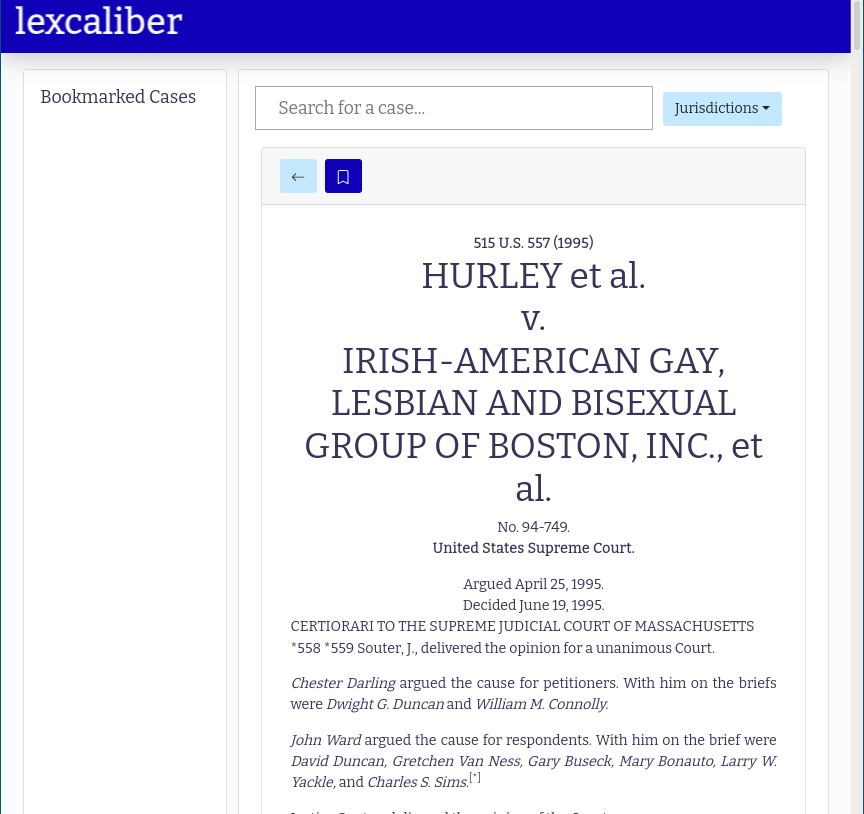 lexcaliber
Bookmarked Cases
Search for a case...
Jurisdictions
515 U.S. 557 (1995)
HURLEY et al.
v.
IRISH-AMERICAN GAY,
LESBIAN AND BISEXUAL
GROUP OF BOSTON, INC., et
al.
No. 94-749.
United States Supreme Court.
Argued April 25, 1995.
Decided June 19, 1995.
CERTIORARI TO THE SUPREME JUDICIAL COURT OF MASSACHUSETTS
*558 *559 Souter, J., delivered the opinion for a unanimous Court.
Chester Darling argued the cause for petitioners. With him on the briefs
were Dwight G. Duncan and William M. Connolly.
John Ward argued the cause for respondents. With him on the brief were
David Duncan, Gretchen Van Ness, Gary Buseck, Mary Bonauto, Larry W.
Yackle, and Charles S. Sims.[*]